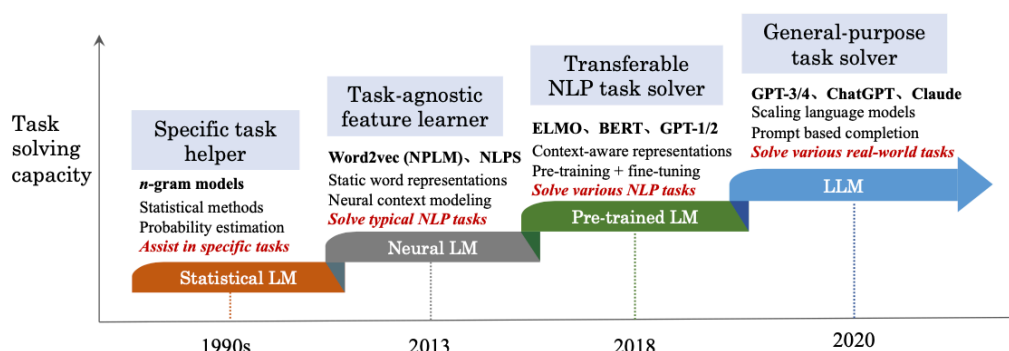 Task
solving
capacity
Specific task
helper
n-gram models
Statistical methods
Probability estimation
Assist in specific tasks
Statistical LM
1990s
Task-agnostic
feature learner
Word2vec (NPLM)、NLPS
Static word representations
Neural context modeling
Solve typical NLP tasks
Neural LM
2013
Transferable
NLP task solver
ELMO、BERT、GPT-1/2
Context-aware representations
Pre-training + fine-tuning
Solve various NLP tasks
Pre-trained LM
2018
General-purpose
task solver
GPT-3/4、ChatGPT、Claude
Scaling language models
Prompt based completion
Solve various real-world tasks
LLM
2020